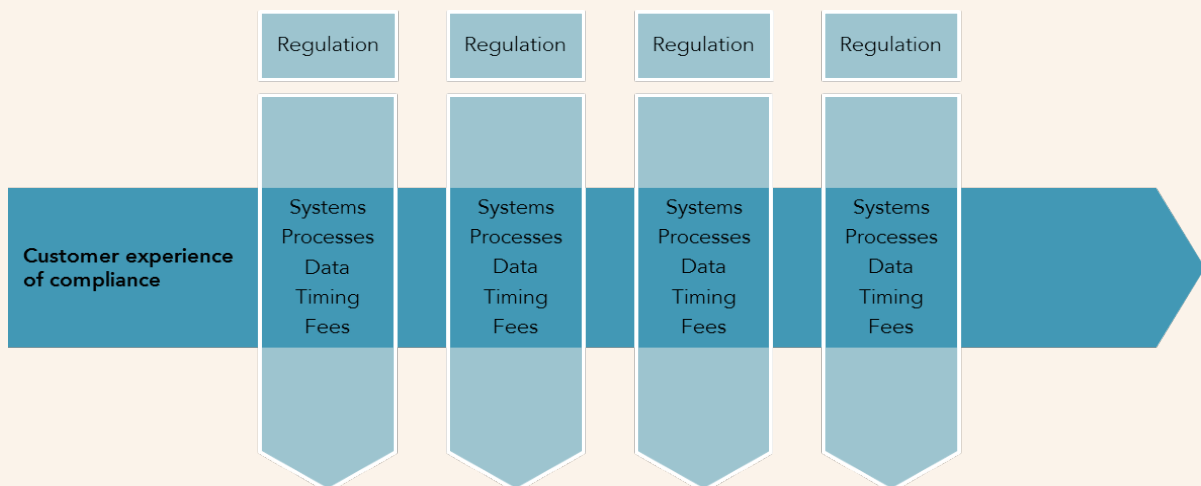 Regulation
Regulation
Regulation
Regulation
Customer experience
of compliance
Systems
Processes
Data
Timing
Fees
Systems
Processes
Data
Timing
Fees
Systems
Processes
Data
Timing
Fees
Systems
Processes
Data
Timing
Fees